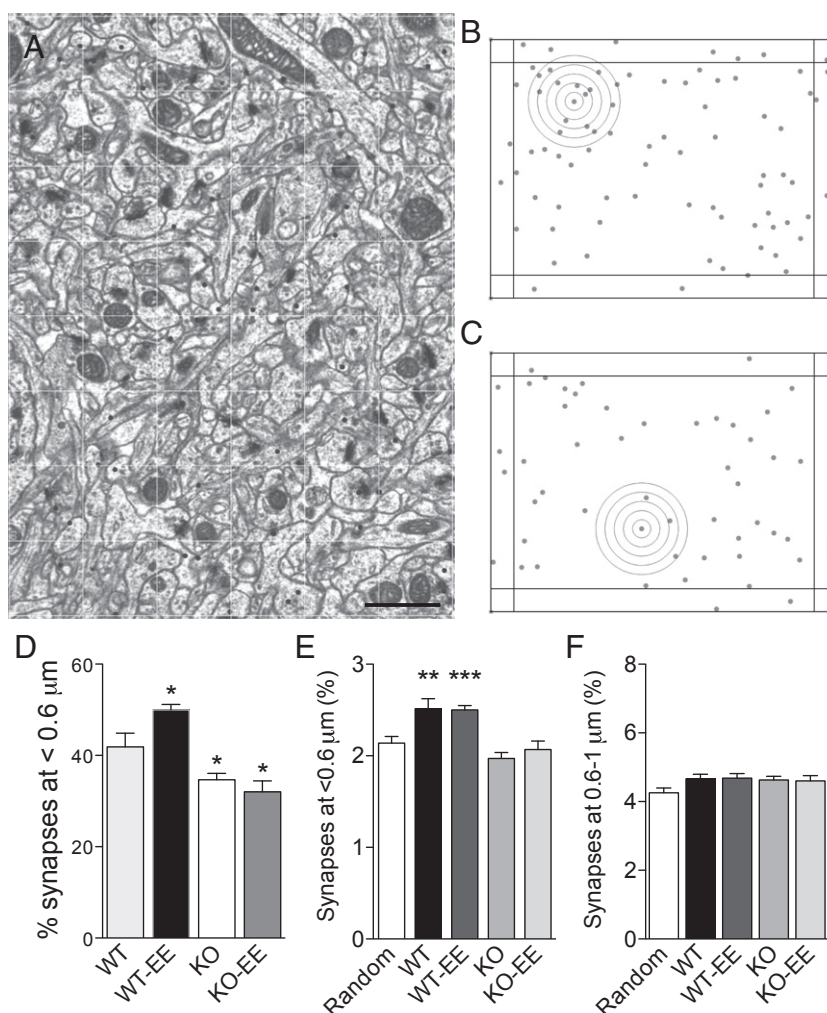 A
B
C
D
% synapses at < 0.6 μm
60
40
20
0
*
*
*
WT
WT-EE
KO
KO-EE
E
Synapses at <0.6 μm (%)
3
2
1
0
** ***
Random
WT
WT-EE
KO
KO-EE
F
Synapses at 0.6-1 μm (%)
8
6
4
2
0
Random
WT
WT-EE
KO
KO-EE